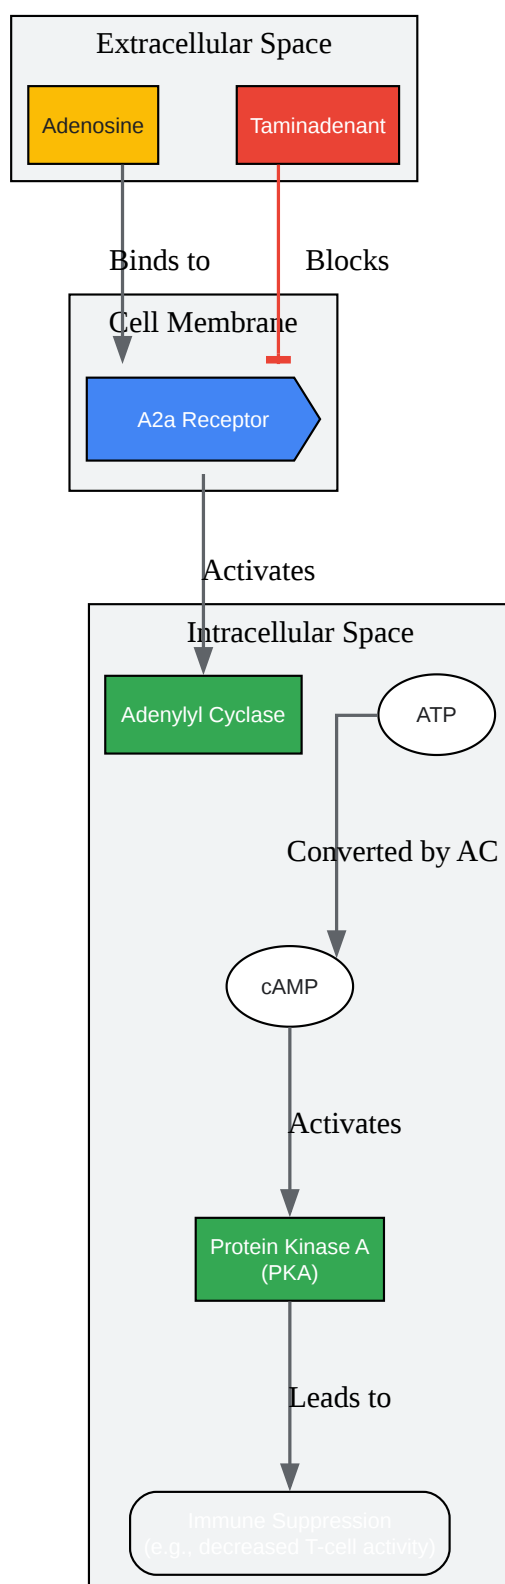 Extracellular Space
Adenosine
Taminadenant
Binds to
Blocks
Cell Membrane
A2a Receptor
Activates
Intracellular Space
Adenylyl Cyclase
ATP
Converted by AC
cAMP
Activates
Protein Kinase A
(PKA)
Leads to
Immune Suppression
(e.g., decreased T-cell activity)